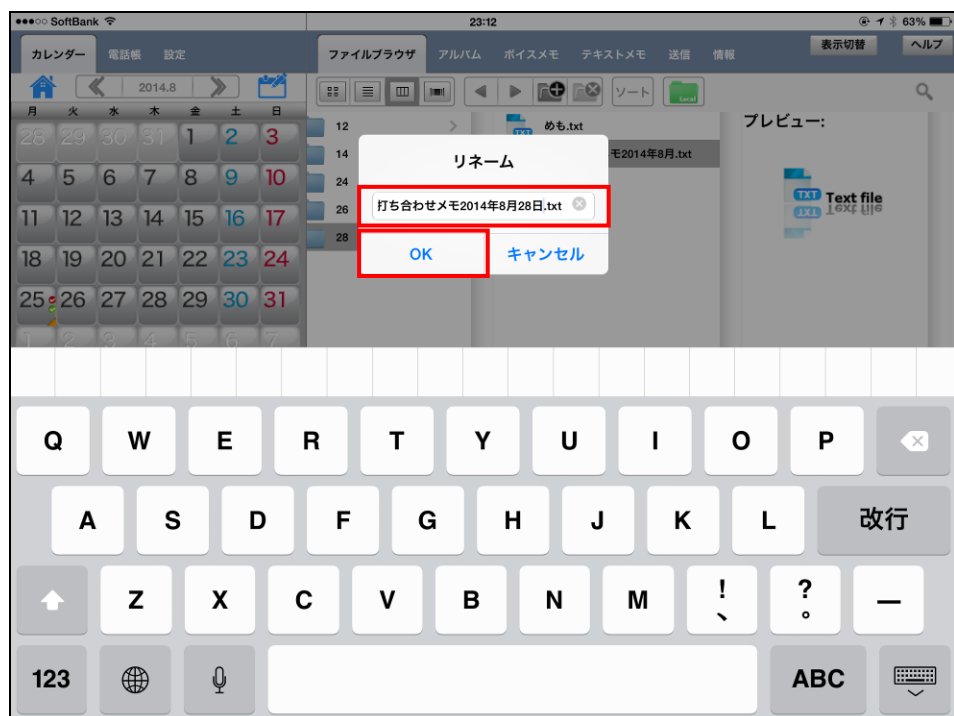 SoftBank 23:12 63%
カレンダー 電話帳 設定 ファイルブラウザ アルバム ボイスメモ テキストメモ 送信 情報 表示切替 ヘルプ
2014.8 ソート Local
月 火 水 木 金 土 日
28 29 30 31 1 2 3
4 5 6 7 8 9 10
11 12 13 14 15 16 17
18 19 20 21 22 23 24
25 26 27 28 29 30 31
1 2 3 4 5 6 7
12
14
24
26
28
めも.txt
モ2014年8月.txt
プレビュー:
TXT Text file
リネーム
打ち合わせメモ2014年8月28日.txt
OK キャンセル
Q W E R T Y U I O P
A S D F G H J K L 改行
Z X C V B N M ! 、 ? 。 ー
123 ABC